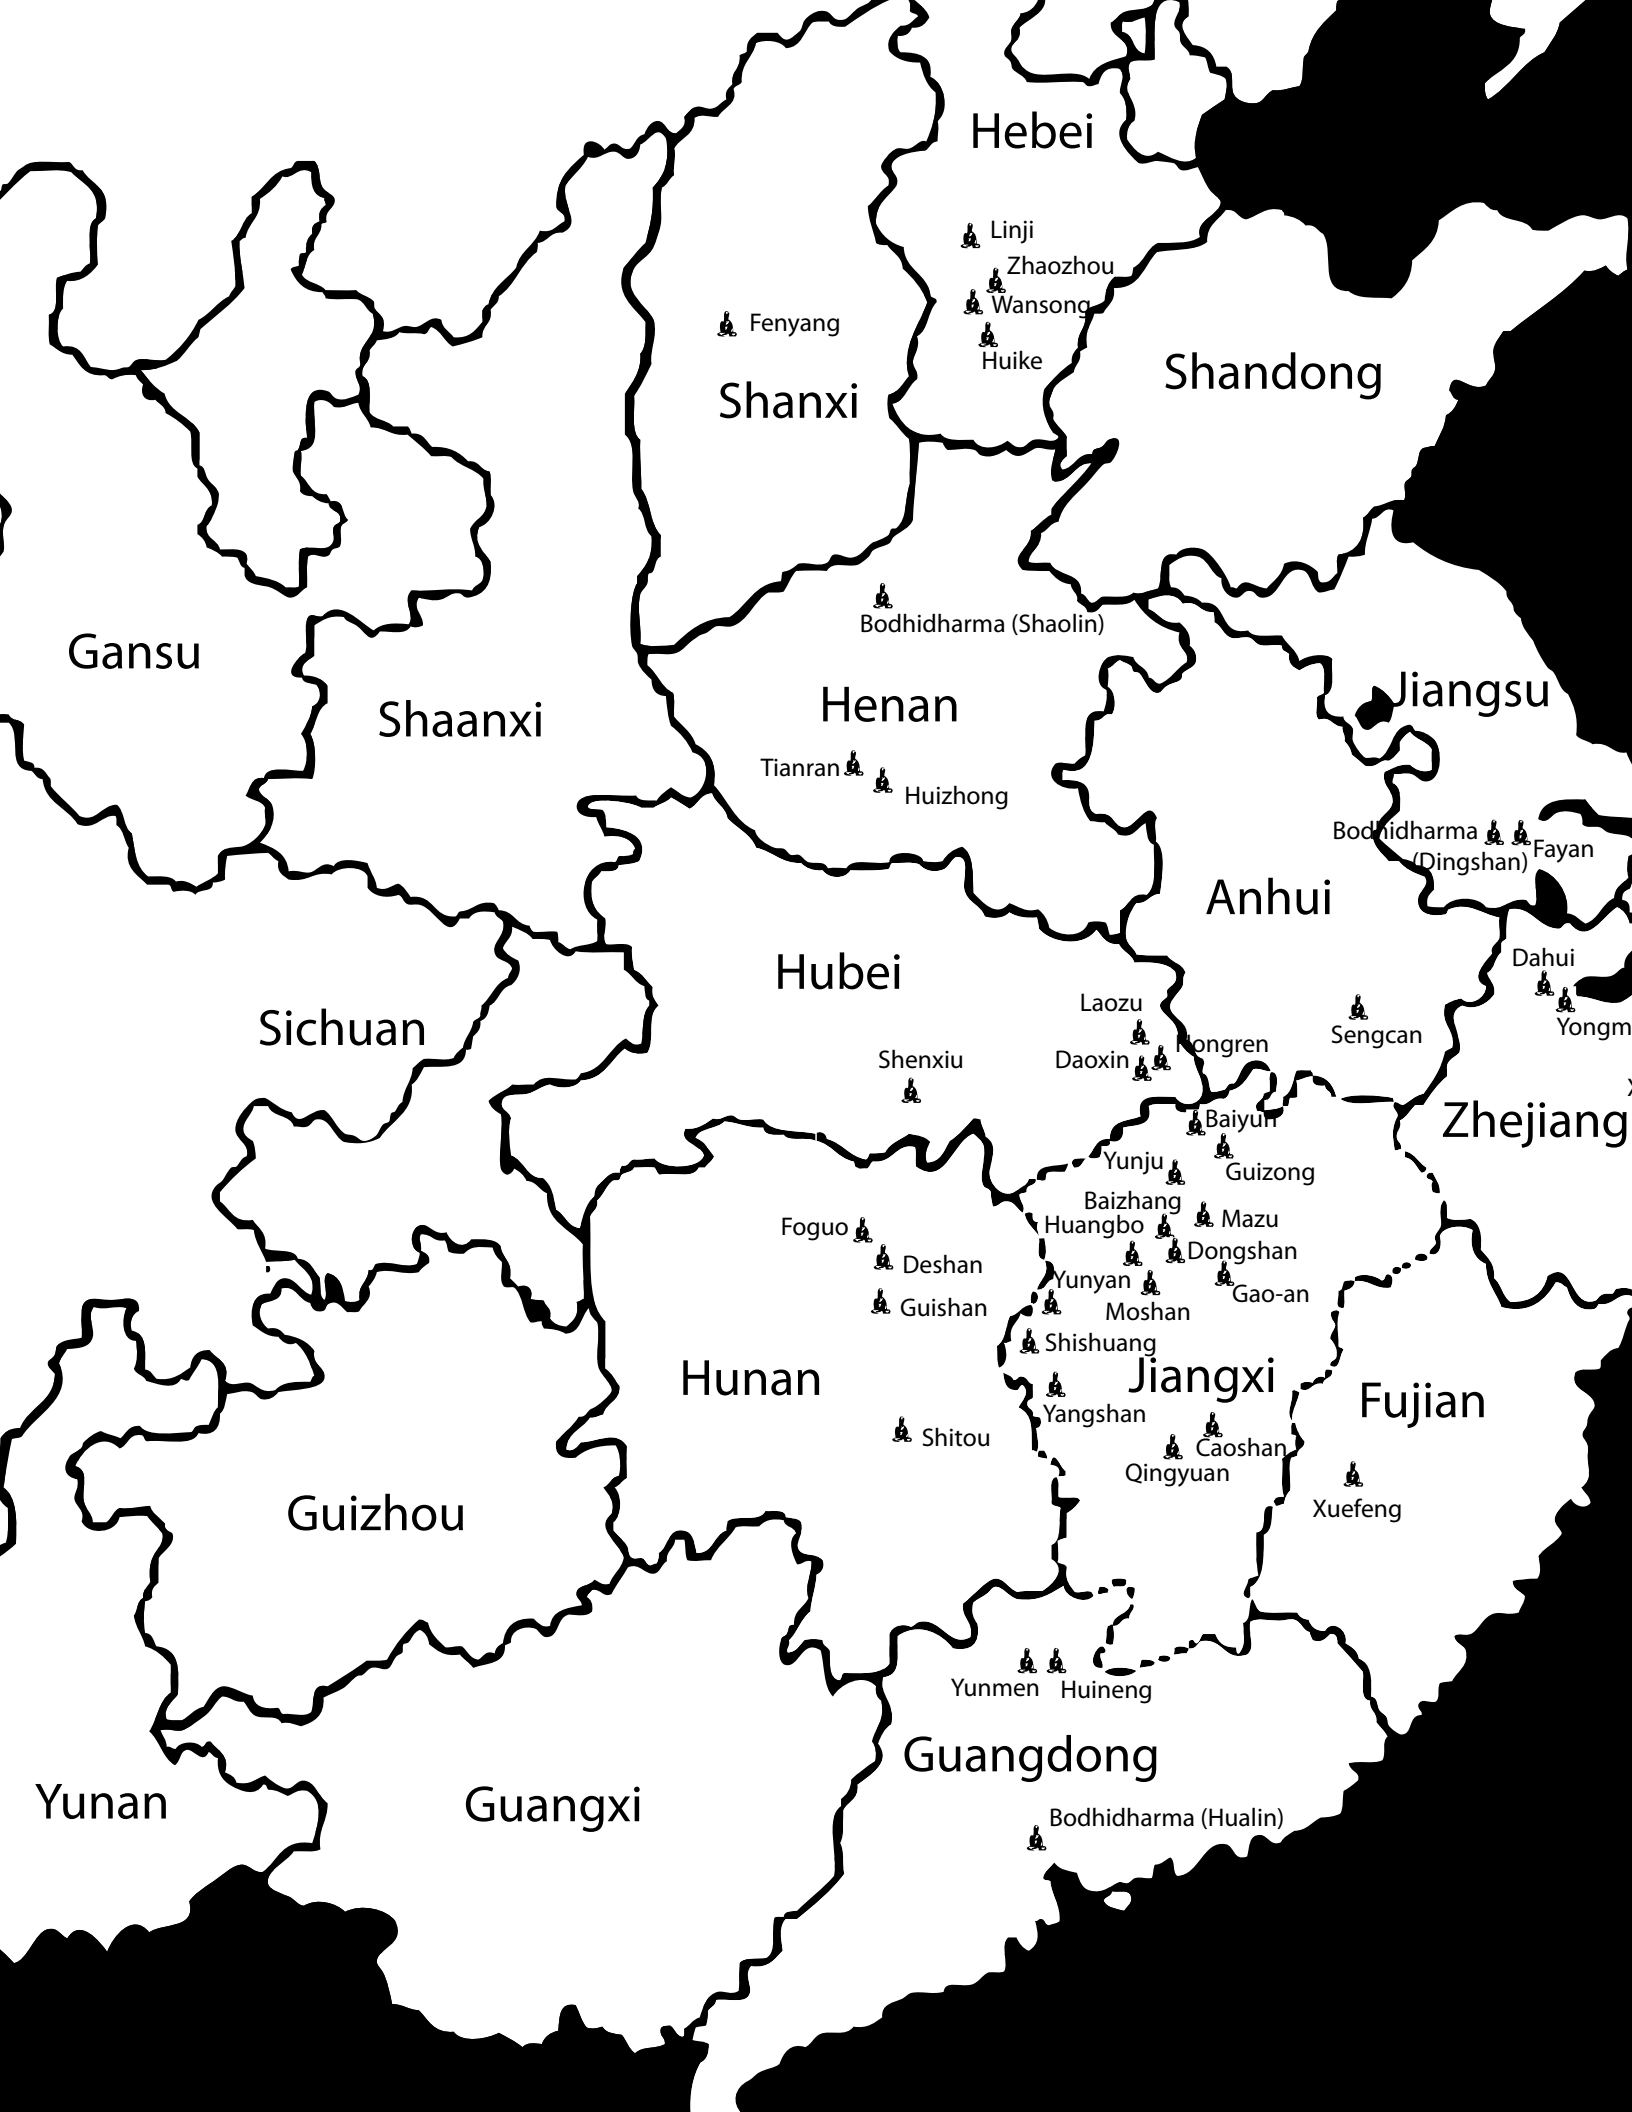 Hebei
Linji
Zhaozhou
Wansong
Huike
Fenyang
Shanxi
Shandong
Bodhidharma (Shaolin)
Gansu
Shaanxi
Henan
Jiangsu
Tianran
Huizhong
Bodhidharma
(Dingshan)
Fayan
Anhui
Hubei
Dahui
Yongm
Sichuan
Laozu
Sengcan
Hongren
Daoxin
Shenxiu
X
Zhejiang
Baiyun
Yunju
Guizong
Baizhang
Huangbo
Mazu
Foguo
Deshan
Dongshan
Yunyan
Gao-an
Guishan
Moshan
Shishuang
Hunan
Jiangxi
Fujian
Yangshan
Shitou
Caoshan
Qingyuan
Guizhou
Xuefeng
Yunmen
Huineng
Guangdong
Yunan
Guangxi
Bodhidharma (Hualin)